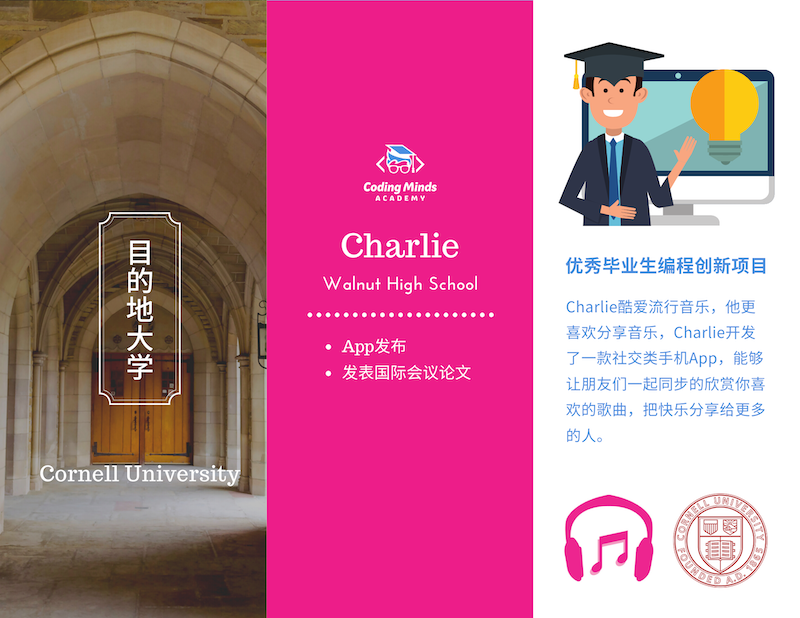 目的地大学
Cornell University
Coding Minds
ACADEMY
Charlie
Walnut High School
App发布
发表国际会议论文
优秀毕业生编程创新项目
Charlie酷爱流行音乐，他更
喜欢分享音乐，Charlie开发
了一款社交类手机App，能够
让朋友们一起同步的欣赏你喜
欢的歌曲，把快乐分享给更多
的人。
CORNELL UNIVERSITY
FOUNDED A.D. 1865